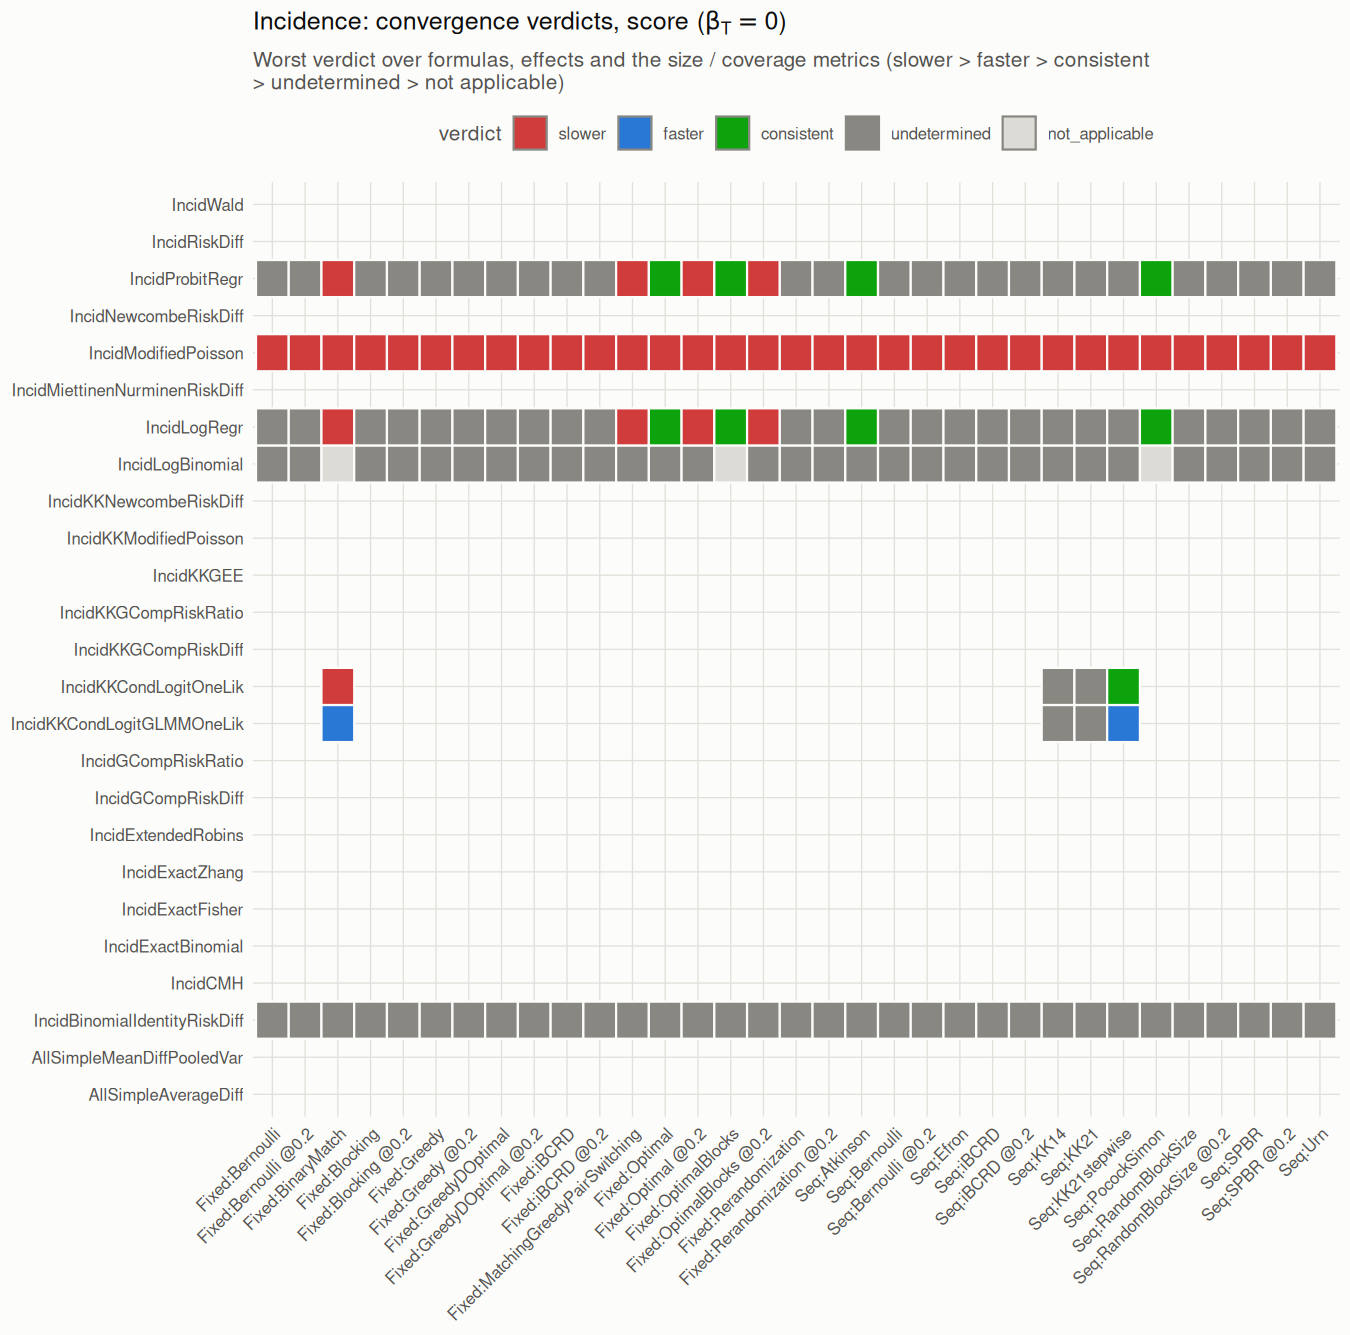 Incidence: convergence verdicts, score (βT = 0)
Worst verdict over formulas, effects and the size / coverage metrics (slower > faster > consistent
> undetermined > not applicable)
verdict slower faster consistent undetermined not_applicable
IncidWald
IncidRiskDiff
IncidProbitRegr
IncidNewcombeRiskDiff
IncidModifiedPoisson
IncidMiettinenNurminenRiskDiff
IncidLogRegr
IncidLogBinomial
IncidKKNewcombeRiskDiff
IncidKKModifiedPoisson
IncidKKGEE
IncidKKGCompRiskRatio
IncidKKGCompRiskDiff
IncidKKCondLogitOneLik
IncidKKCondLogitGLMMOneLik
IncidGCompRiskRatio
IncidGCompRiskDiff
IncidExtendedRobins
IncidExactZhang
IncidExactFisher
IncidExactBinomial
IncidCMH
IncidBinomialIdentityRiskDiff
AllSimpleMeanDiffPooledVar
AllSimpleAverageDiff
Fixed:Bernoulli
Fixed:Bernoulli @0.2
Fixed:BinaryMatch
Fixed:Blocking
Fixed:Blocking @0.2
Fixed:Greedy
Fixed:Greedy @0.2
Fixed:GreedyDOptimal
Fixed:GreedyDOptimal @0.2
Fixed:iBCRD
Fixed:iBCRD @0.2
Fixed:MatchingGreedyPairSwitching
Fixed:Optimal
Fixed:Optimal @0.2
Fixed:OptimalBlocks
Fixed:OptimalBlocks @0.2
Fixed:Rerandomization
Fixed:Rerandomization @0.2
Seq:Atkinson
Seq:Bernoulli
Seq:Bernoulli @0.2
Seq:Efron
Seq:iBCRD
Seq:iBCRD @0.2
Seq:KK14
Seq:KK21
Seq:KK21stepwise
Seq:PocockSimon
Seq:RandomBlockSize
Seq:RandomBlockSize @0.2
Seq:SPBR
Seq:SPBR @0.2
Seq:Urn